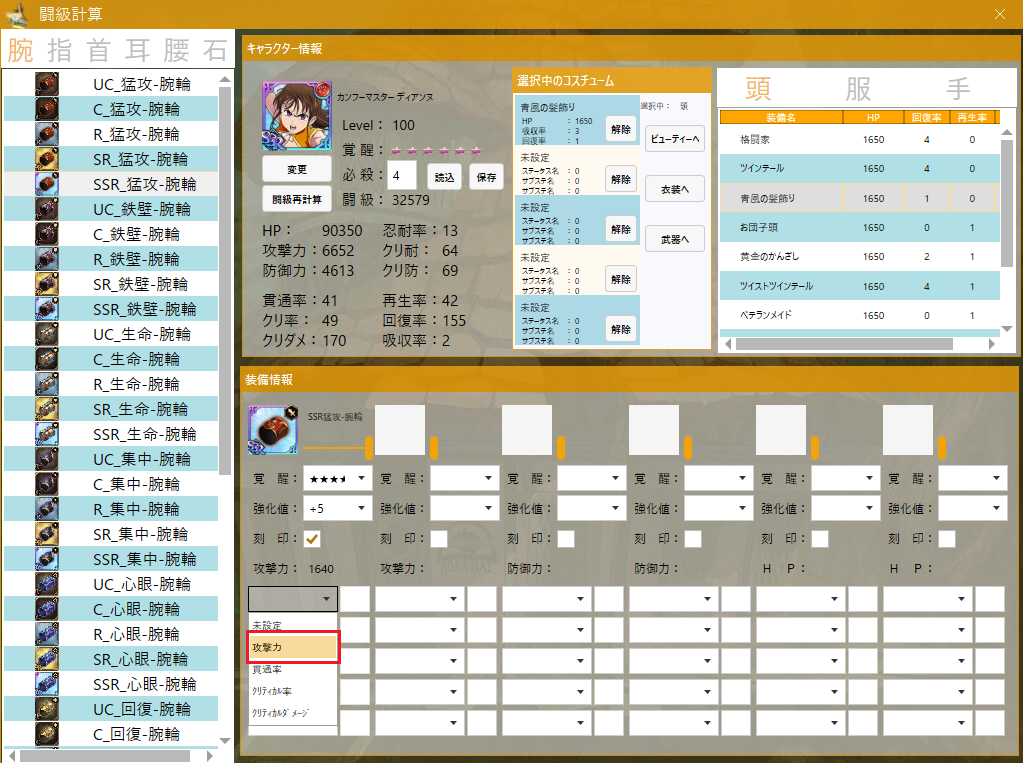 闘級計算
腕 指 首 耳 腰 石
UC_猛攻-腕輪
C_猛攻-腕輪
R_猛攻-腕輪
SR_猛攻-腕輪
SSR_猛攻-腕輪
UC_鉄壁-腕輪
C_鉄壁-腕輪
R_鉄壁-腕輪
SR_鉄壁-腕輪
SSR_鉄壁-腕輪
UC_生命-腕輪
C_生命-腕輪
R_生命-腕輪
SR_生命-腕輪
SSR_生命-腕輪
UC_集中-腕輪
C_集中-腕輪
R_集中-腕輪
SR_集中-腕輪
SSR_集中-腕輪
UC_心眼-腕輪
C_心眼-腕輪
R_心眼-腕輪
SR_心眼-腕輪
SSR_心眼-腕輪
UC_回復-腕輪
C_回復-腕輪
キャラクター情報
カンフーマスター ディアンヌ
Level： 100
覚 醒：★★★★★★
必 殺：4 読込 保存
闘 級：32579
変更
闘級再計算
HP： 90350 忍耐率：13
攻撃力：6652 クリ耐： 64
防御力：4613 クリ防： 69
貫通率：41 再生率：42
クリ率： 49 回復率：155
クリダメ：170 吸収率：2
選択中のコスチューム
青風の髪飾り
HP ：1650
吸収率 ：3
回復率 ：1
解除
未設定
ステータス名 ：0
サブステ名 ：0
サブステ名 ：0
解除
未設定
ステータス名 ：0
サブステ名 ：0
サブステ名 ：0
解除
未設定
ステータス名 ：0
サブステ名 ：0
サブステ名 ：0
解除
未設定
ステータス名 ：0
サブステ名 ：0
サブステ名 ：0
解除
選択中： 頭
ビューティーへ
衣装へ
武器へ
頭 服 手
装備名 HP 回復率 再生率
格闘家 1650 4 0
ツインテール 1650 4 0
青風の髪飾り 1650 1 0
お団子頭 1650 0 1
黄金のかんざし 1650 2 1
ツイストツインテール 1650 4 1
ベテランメイド 1650 0 1
装備情報
SSR猛攻-腕輪
覚 醒：★★★★ 覚 醒： 覚 醒： 覚 醒： 覚 醒： 覚 醒：
強化値：+5 強化値： 強化値： 強化値： 強化値： 強化値：
刻 印： 刻 印： 刻 印： 刻 印： 刻 印： 刻 印：
攻撃力： 1640 攻撃力： 防御力： 防御力： H P： H P：
未設定
攻撃力
貫通率
クリティカル率
クリティカルダメージ